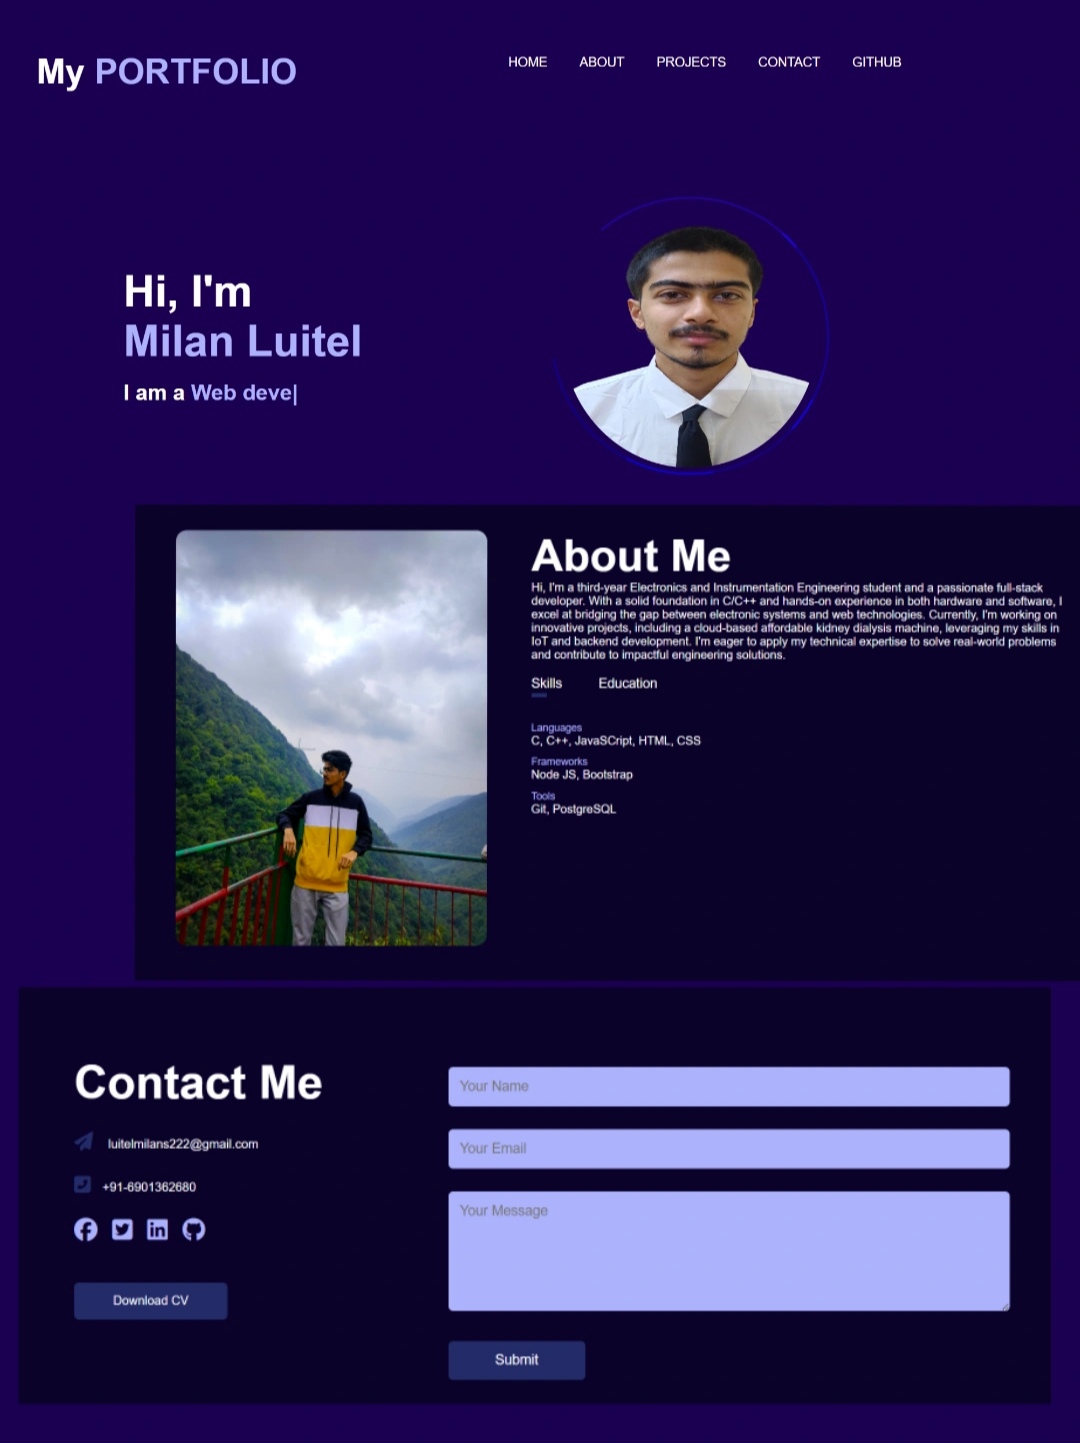 My PORTFOLIO
HOME ABOUT PROJECTS CONTACT GITHUB
Hi, I'm
Milan Luitel
I am a Web deve|
About Me
Hi, I'm a third-year Electronics and Instrumentation Engineering student and a passionate full-stack
developer. With a solid foundation in C/C++ and hands-on experience in both hardware and software, I
excel at bridging the gap between electronic systems and web technologies. Currently, I'm working on
innovative projects, including a cloud-based affordable kidney dialysis machine, leveraging my skills in
IoT and backend development. I'm eager to apply my technical expertise to solve real-world problems
and contribute to impactful engineering solutions.
Skills Education
Languages
C, C++, JavaSCript, HTML, CSS
Frameworks
Node JS, Bootstrap
Tools
Git, PostgreSQL
Contact Me
luitelmilans222@gmail.com
+91-6901362680
Download CV
Your Name
Your Email
Your Message
Submit